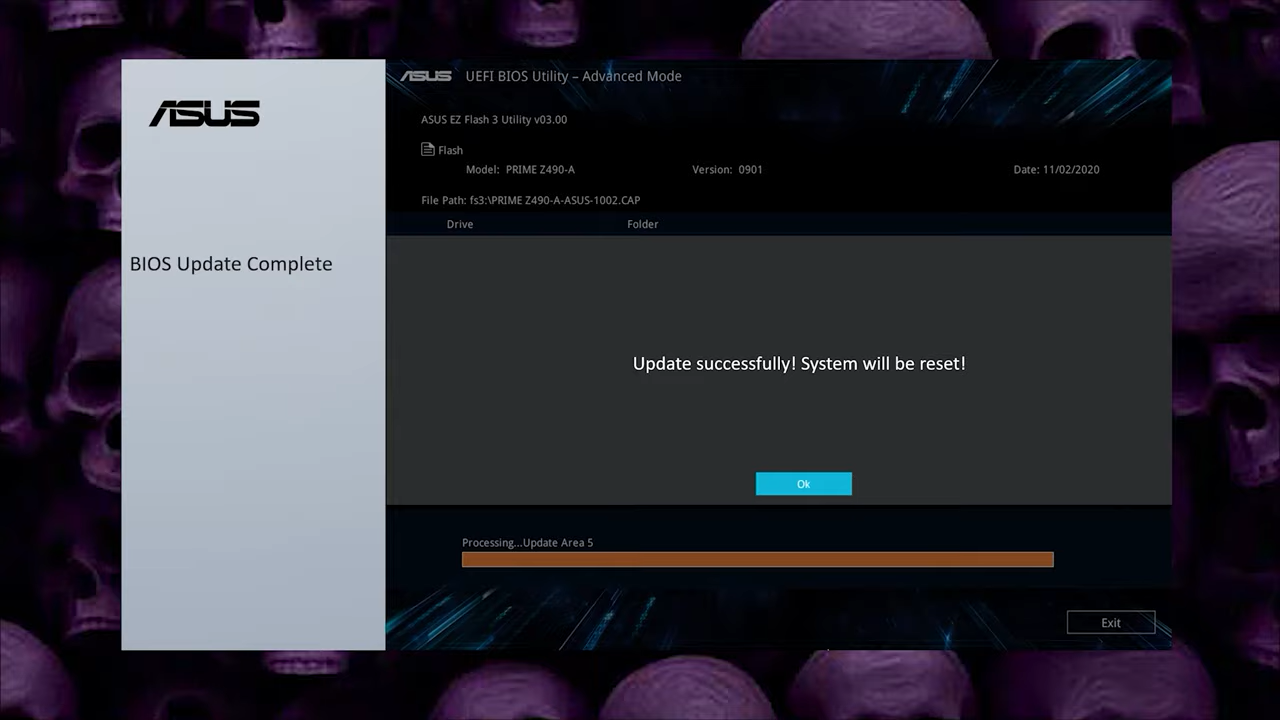 ASUS
BIOS Update Complete
ASUS UEFI BIOS Utility – Advanced Mode
ASUS EZ Flash 3 Utility v03.00
Flash
Model: PRIME Z490-A Version: 0901 Date: 11/02/2020
File Path: fs3:\PRIME Z490-A-ASUS-1002.CAP
Drive Folder
Update successfully! System will be reset!
Ok
Processing...Update Area 5
Exit